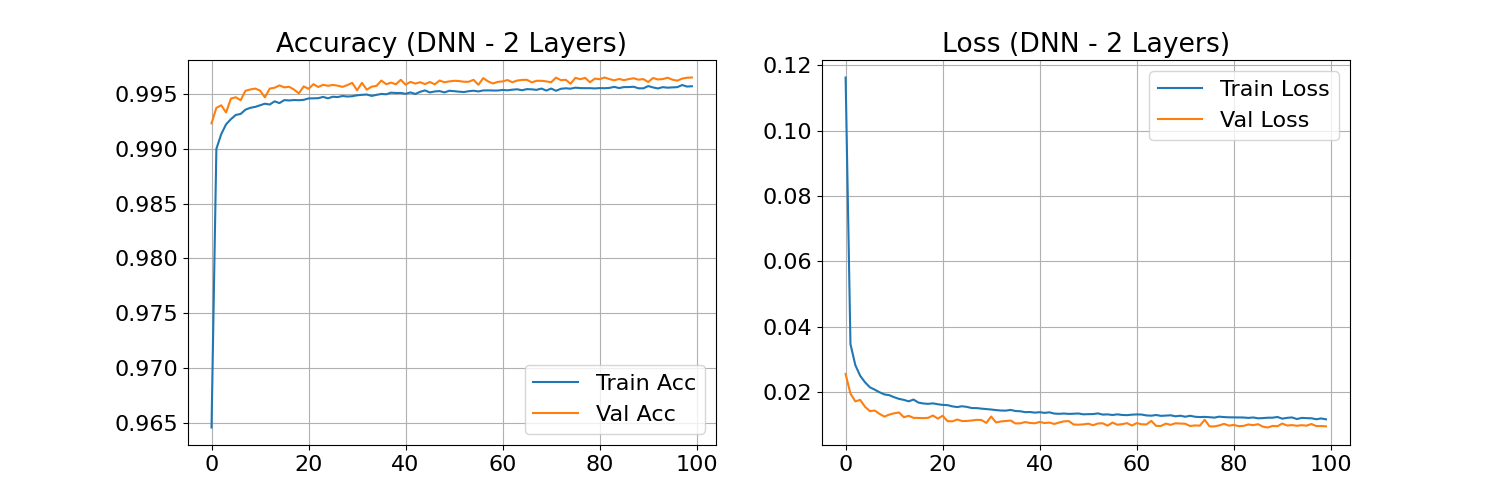 Accuracy (DNN - 2 Layers)
0.995
0.990
0.985
0.980
0.975
0.970
0.965
0 20 40 60 80 100
Train Acc
Val Acc
Loss (DNN - 2 Layers)
0.12
0.10
0.08
0.06
0.04
0.02
0 20 40 60 80 100
Train Loss
Val Loss